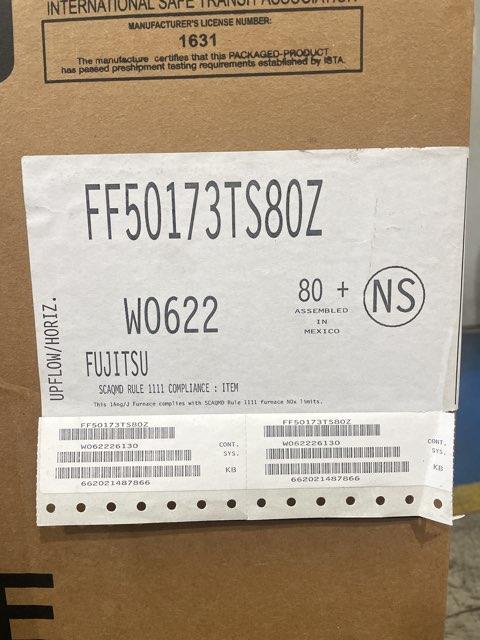 INTERNATIONAL SAFE TRANSIT ASSOCIATION
MANUFACTURER'S LICENSE NUMBER:
1631
The manufacture certifies that this PACKAGED-PRODUCT
has passed preshipment testing requirements established by ISTA.
FF50173TS80Z
W0622
80 +
ASSEMBLED
IN
MEXICO
NS
UPFLOW/HORIZ.
FUJITSU
SCAQMD RULE 1111 COMPLIANCE : ITEM
This 14ng/J Furnace complies with SCAQMD Rule 1111 furnace NOx limits.
FF50173TS80Z
W062226130
CONT.
SYS.
KB
662021487866
FF50173TS80Z
W062226130
CONT.
SYS.
KB
662021487866